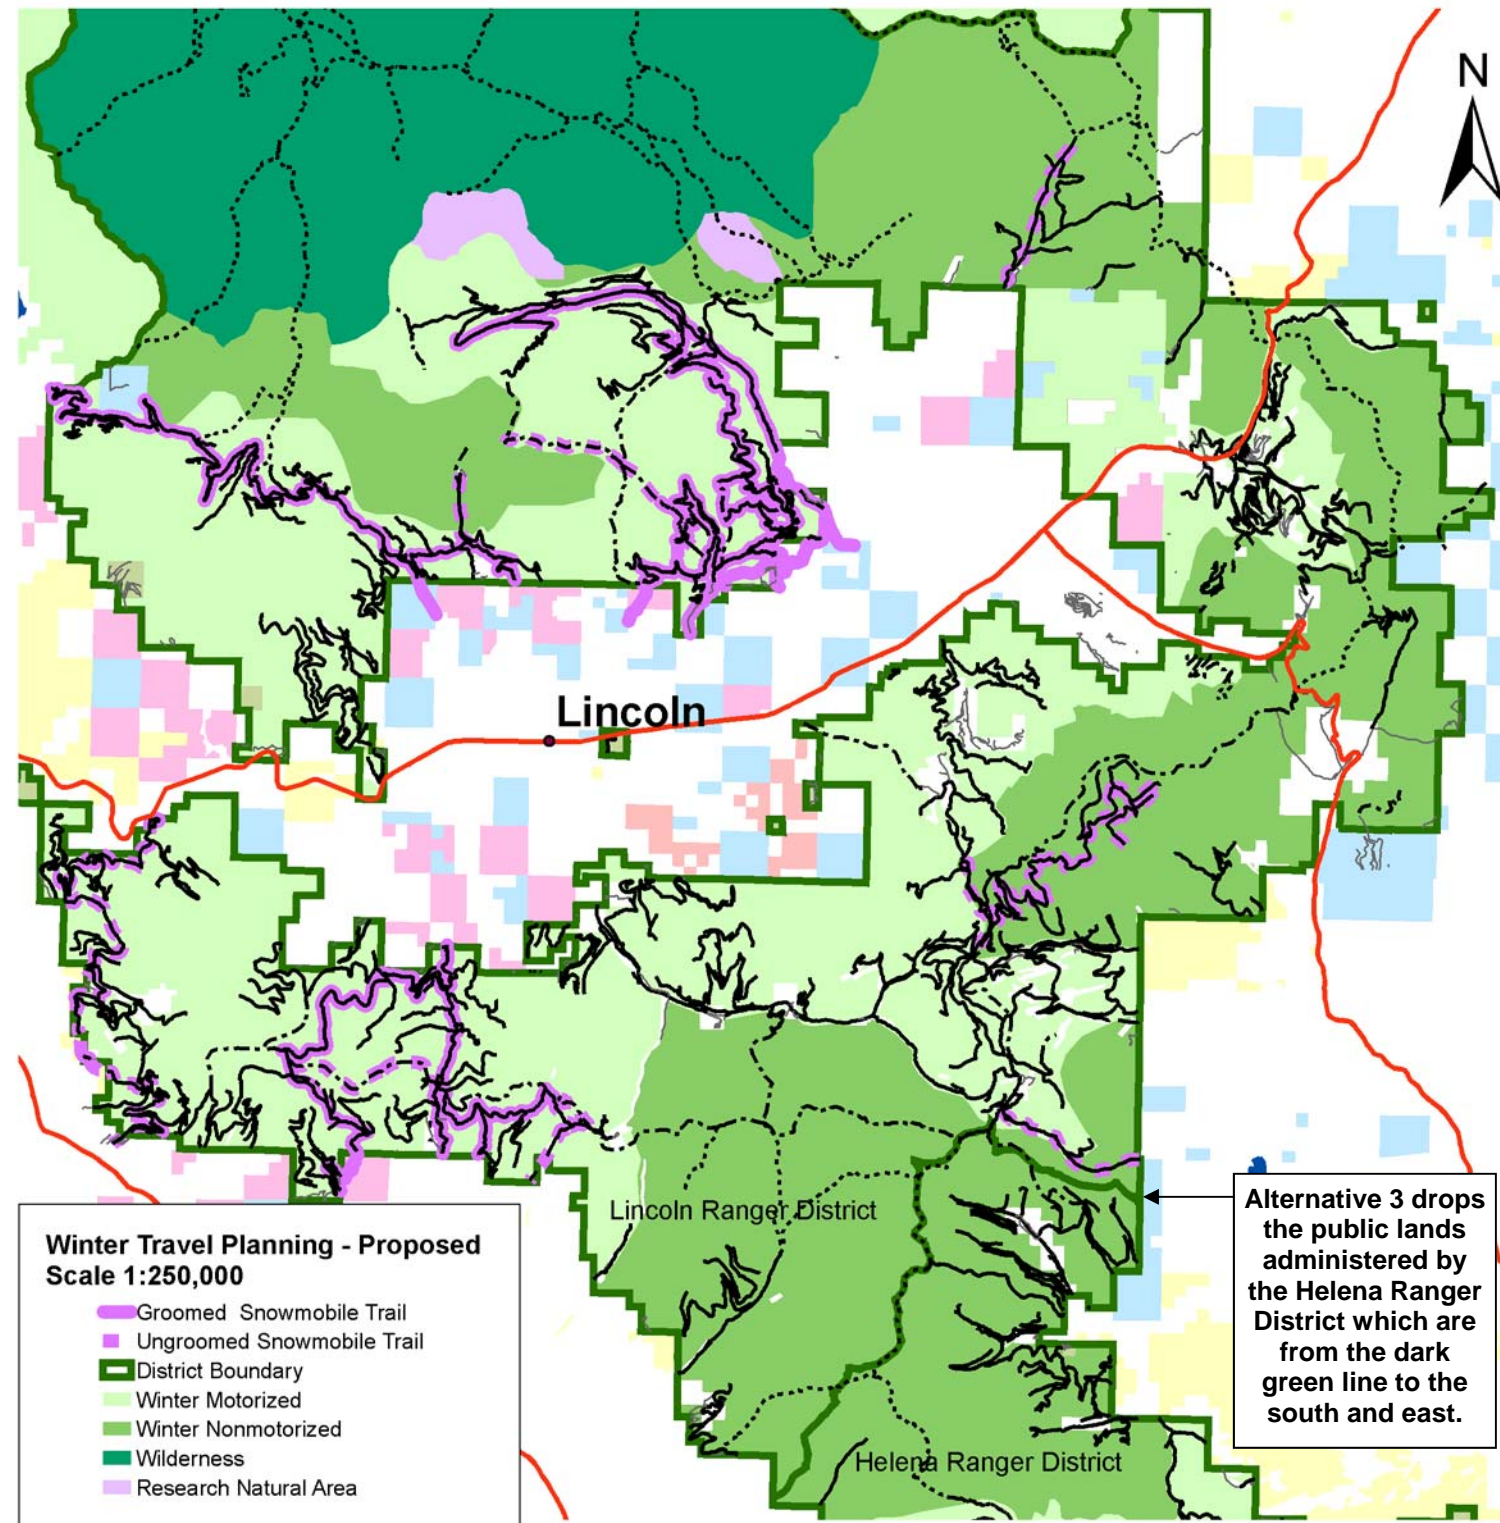 N
Lincoln
Lincoln Ranger District
Alternative 3 drops
the public lands
administered by
the Helena Ranger
District which are
from the dark
green line to the
south and east.
Helena Ranger District
Winter Travel Planning - Proposed
Scale 1:250,000
Groomed Snowmobile Trail
Ungroomed Snowmobile Trail
District Boundary
Winter Motorized
Winter Nonmotorized
Wilderness
Research Natural Area